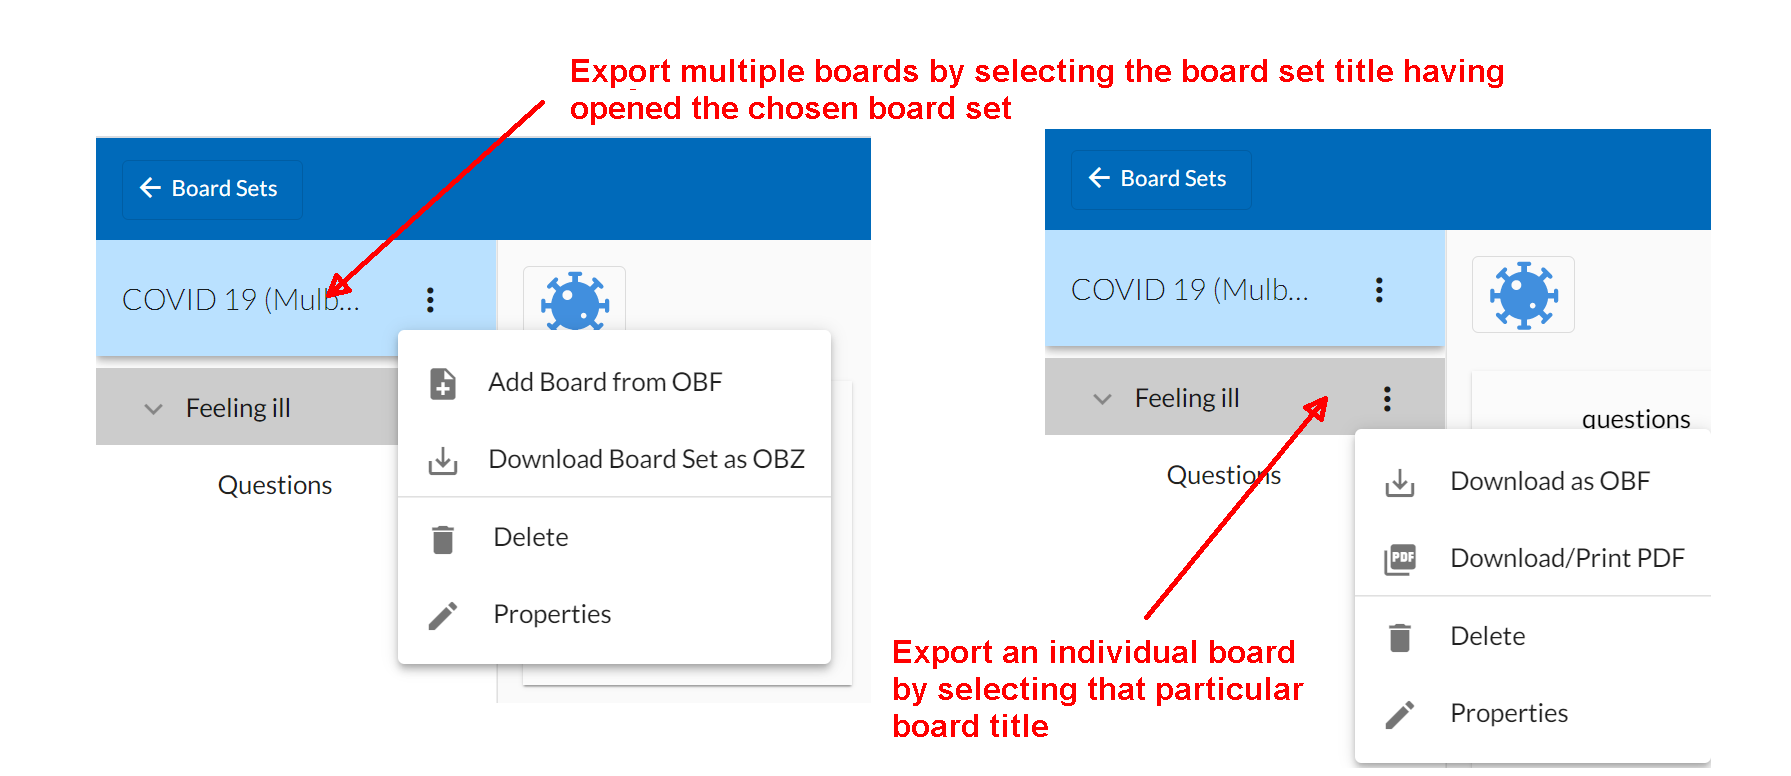 Export multiple boards by selecting the board set title having
opened the chosen board set
Board Sets
COVID 19 (Mulb...
Feeling ill
Questions
Add Board from OBF
Download Board Set as OBZ
Delete
Properties
Board Sets
COVID 19 (Mulb...
Feeling ill
Questions
questions
Download as OBF
PDF
Download/Print PDF
Delete
Properties
Export an individual board
by selecting that particular
board title